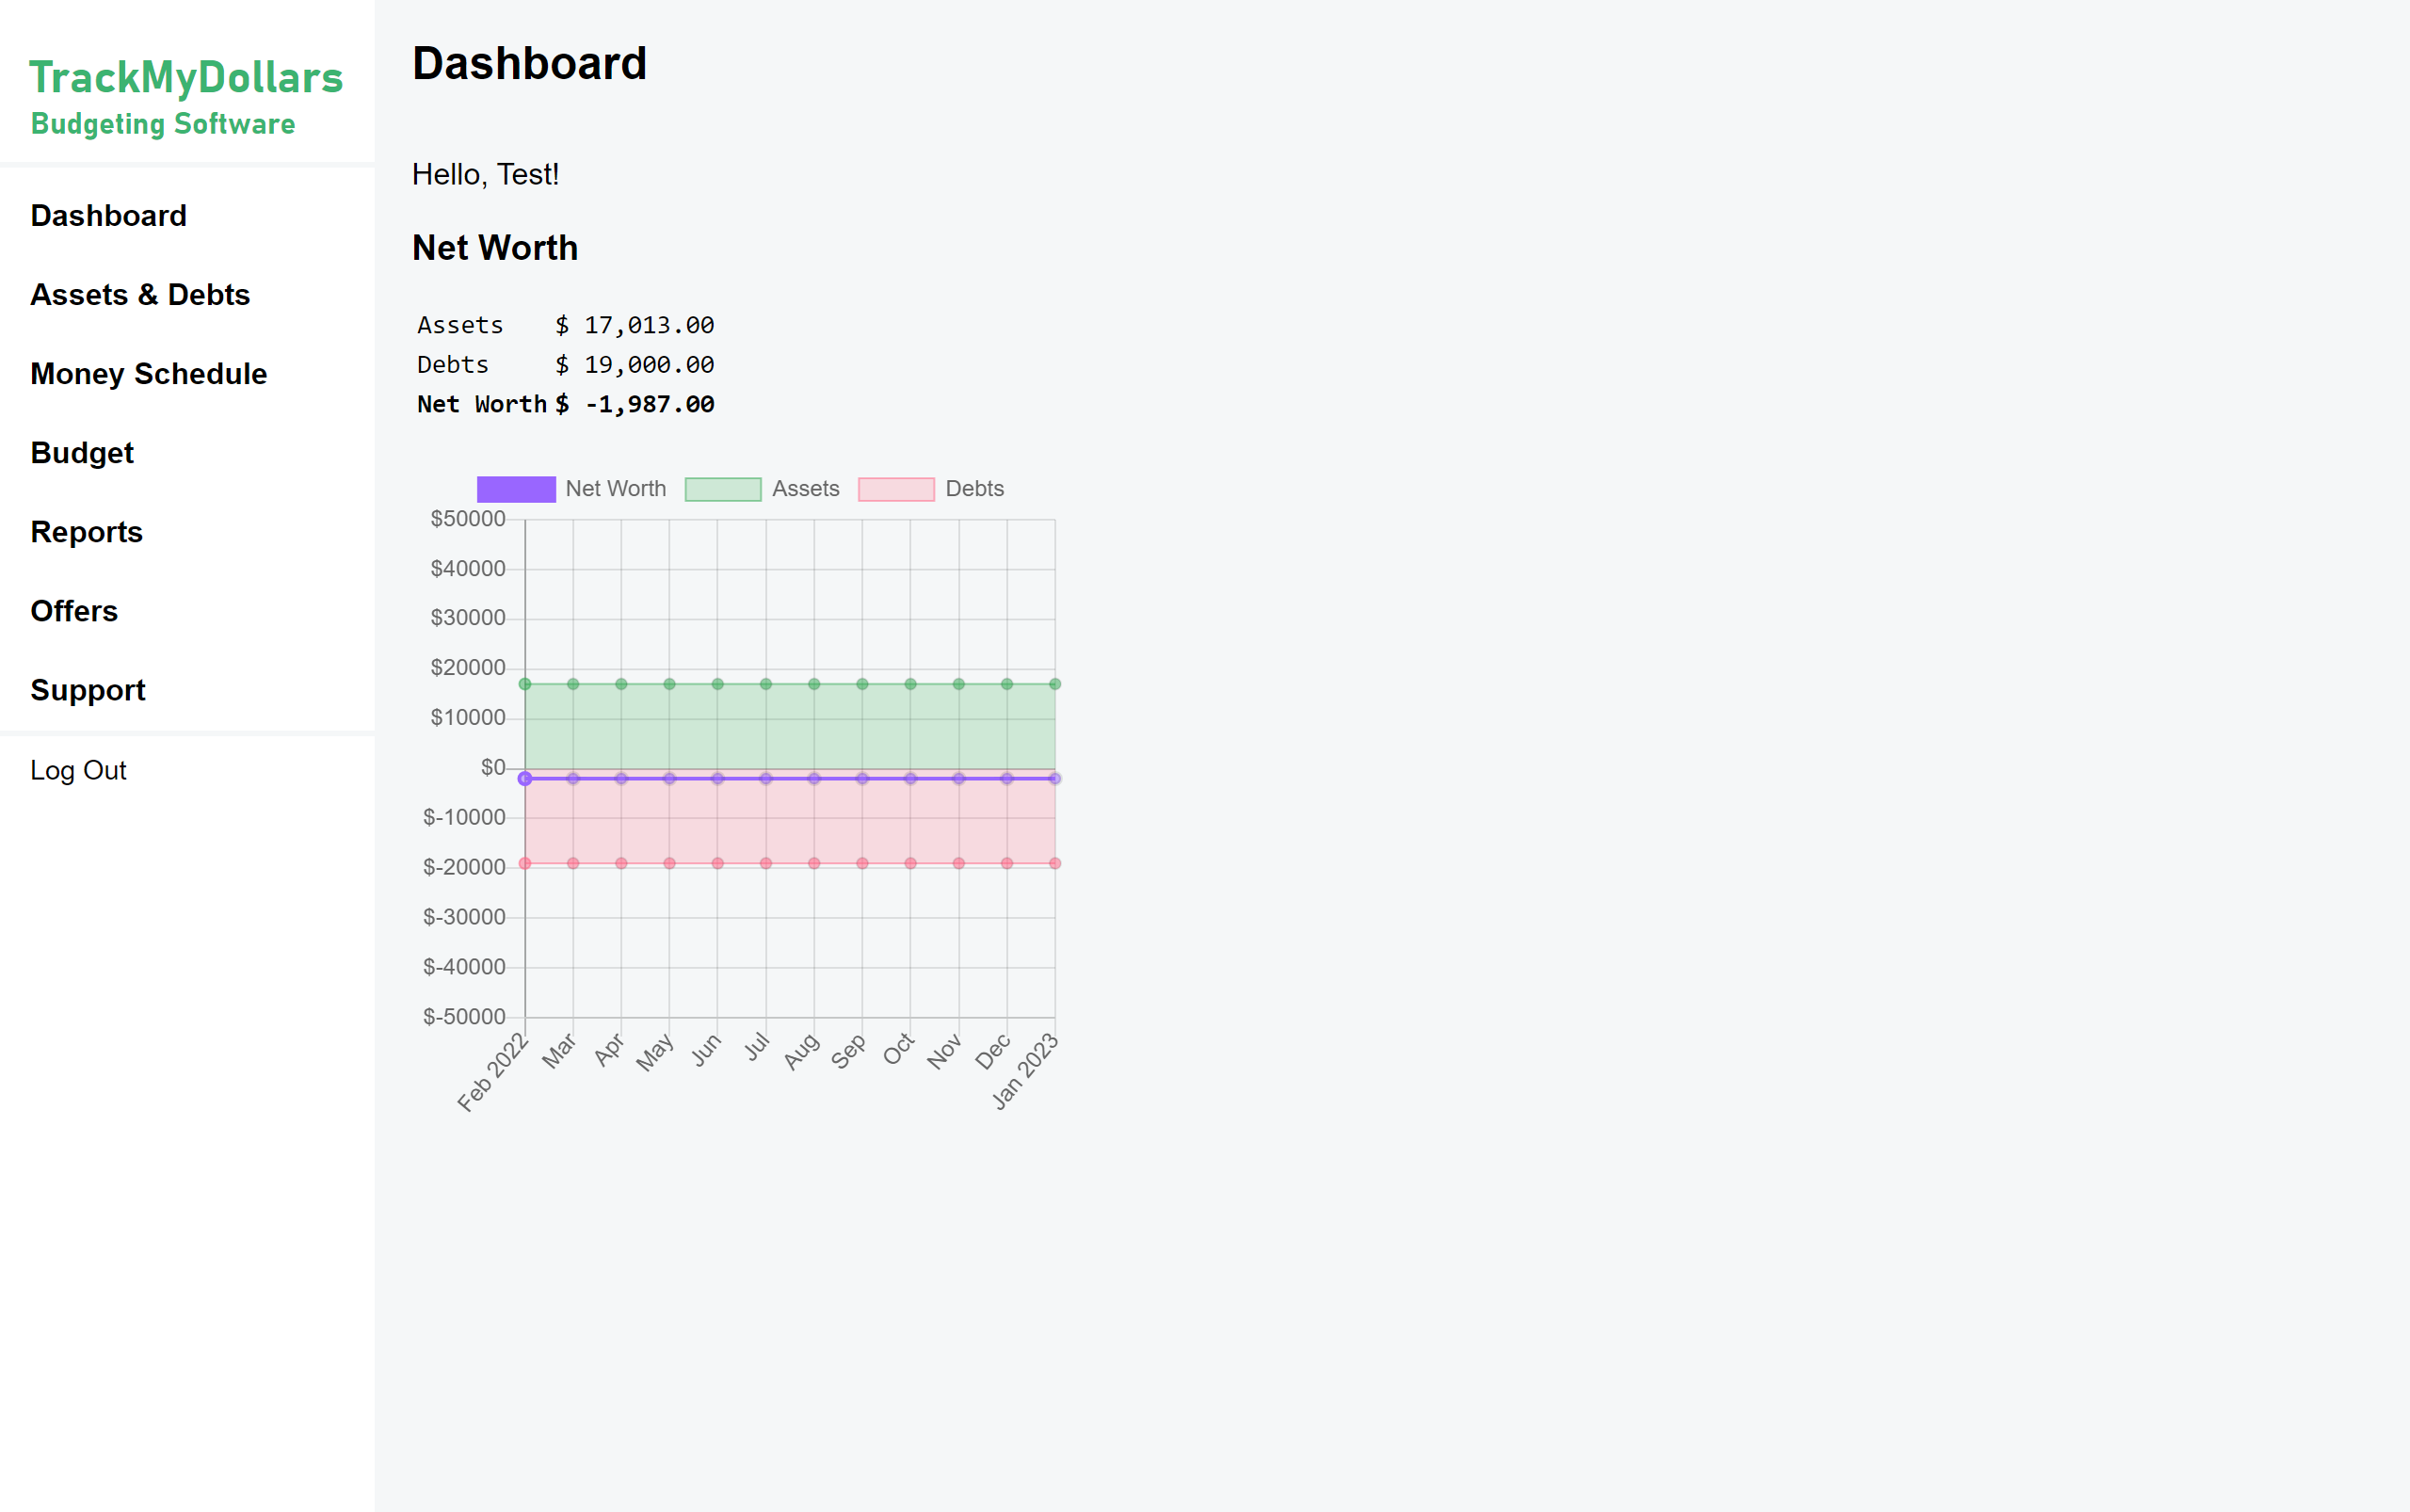 TrackMyDollars
Budgeting Software
Dashboard
Assets & Debts
Money Schedule
Budget
Reports
Offers
Support
Log Out
Dashboard
Hello, Test!
Net Worth
Assets $ 17,013.00
Debts $ 19,000.00
Net Worth $ -1,987.00
Net Worth Assets Debts
$50000
$40000
$30000
$20000
$10000
$0
$-10000
$-20000
$-30000
$-40000
$-50000
Feb 2022 Mar Apr May Jun Jul Aug Sep Oct Nov Dec Jan 2023